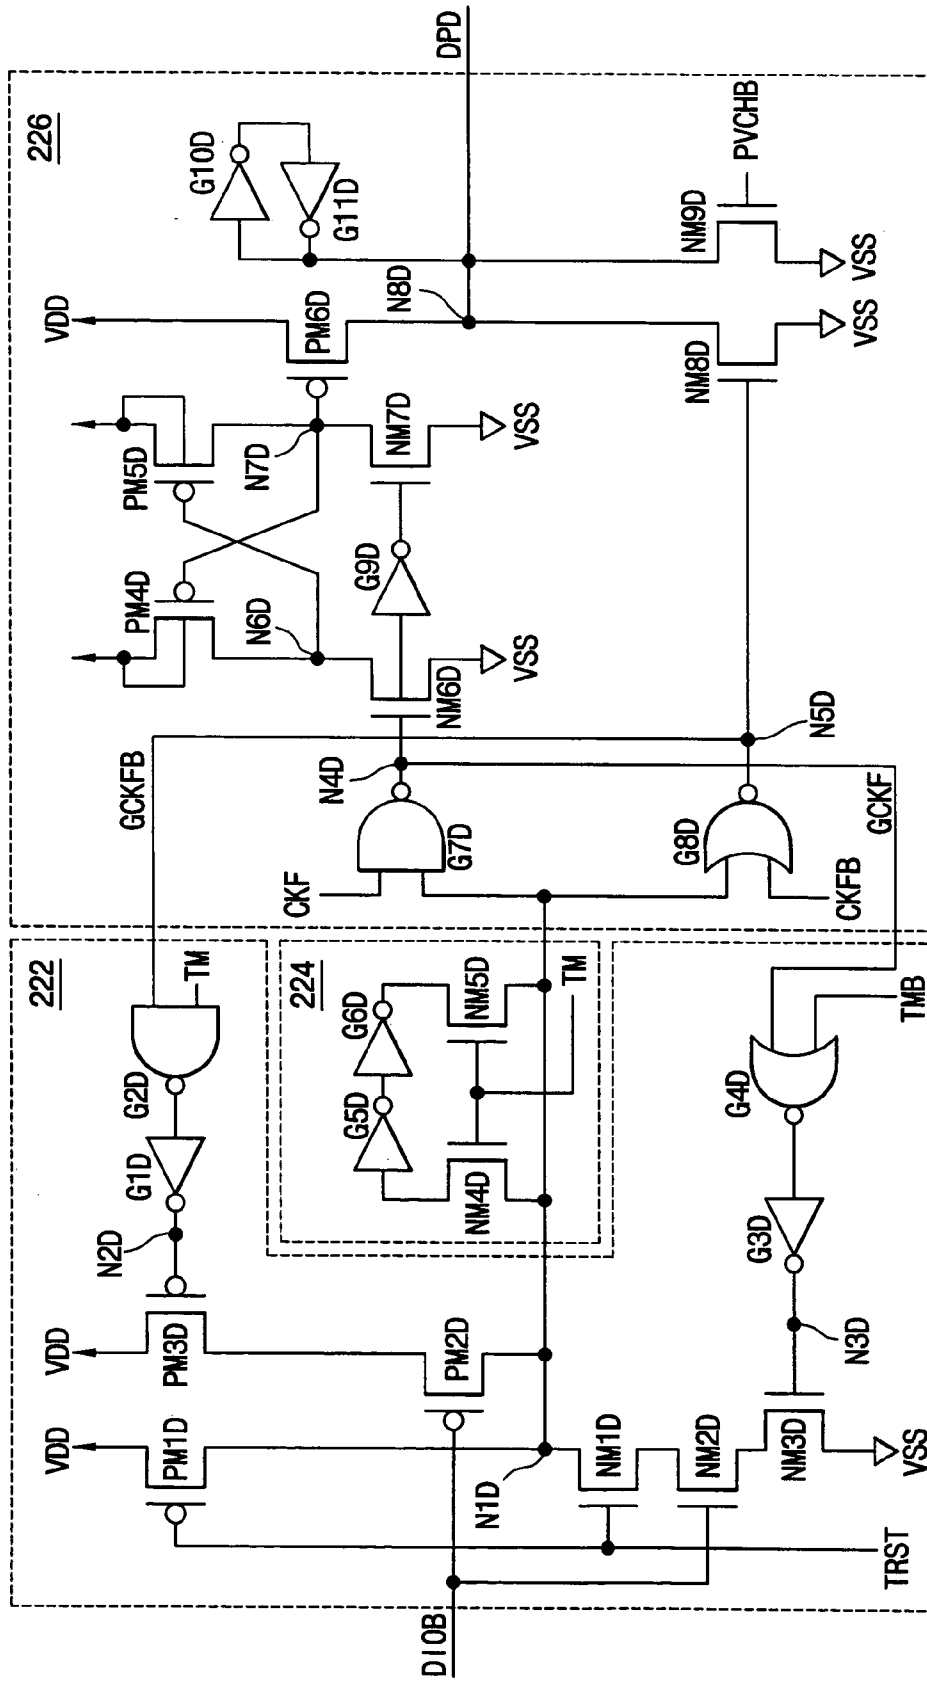 226
DPD
G10D
G11D
VDD
PM6D
N8D
NM9D
PVCHB
VSS
PM5D
N7D
NM7D
VSS
NM8D
VSS
PM4D
N6D
G9D
NM6D
VSS
GCKFB
N4D
N5D
CKF
G7D
G8D
CKFB
GCKF
222
TM
G2D
G1D
N2D
224
G6D
G5D
NM5D
NM4D
TM
TMB
G4D
G3D
N3D
VDD
PM3D
PM2D
VDD
PM1D
N1D
NM1D
NM2D
NM3D
VSS
TRST
DIOB